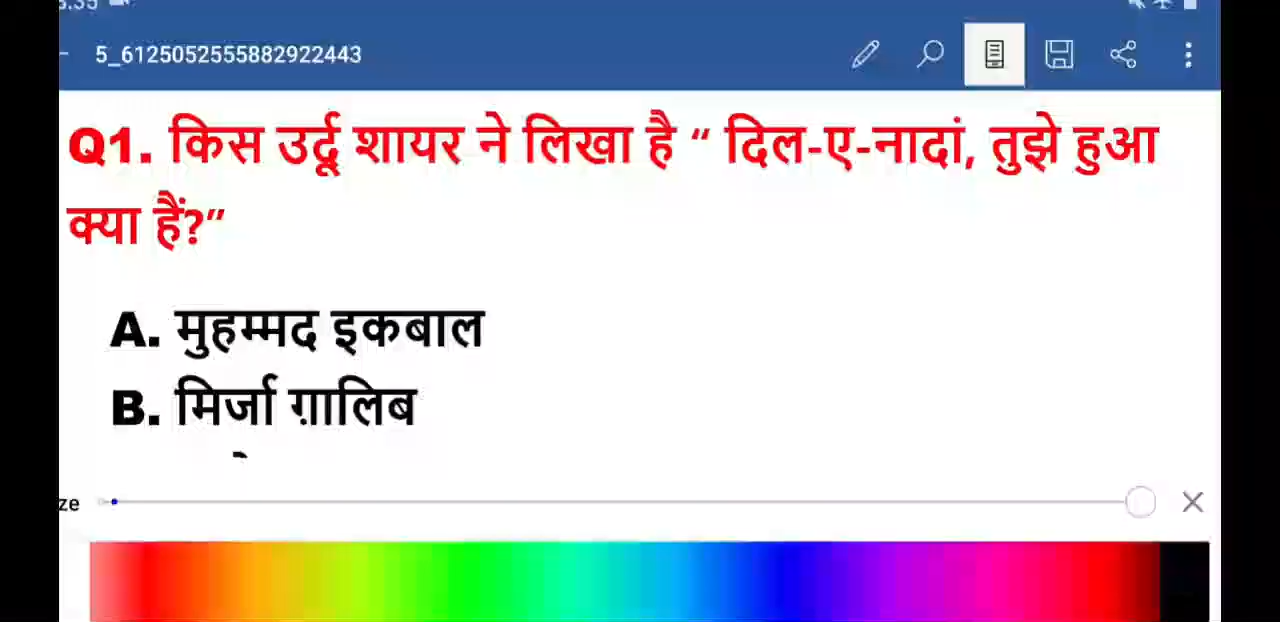 5_6125052555882922443
Q1. किस उर्दू शायर ने लिखा है “ दिल-ए-नादां, तुझे हुआ
क्या हैं?”
A. मुहम्मद इकबाल
B. मिर्जा ग़ालिब
ze